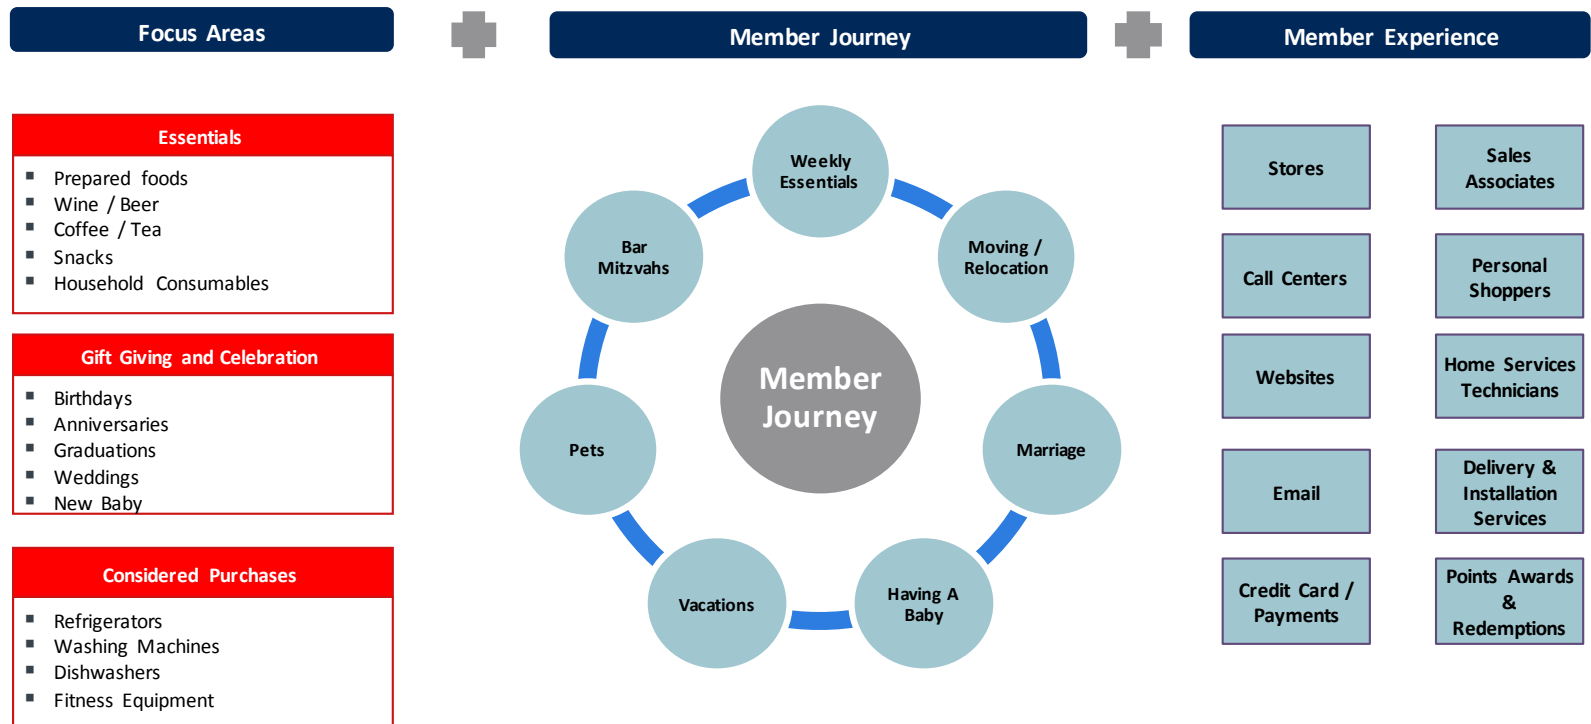 Focus Areas
Member Journey
Member Experience
Essentials
Prepared foods
Wine / Beer
Coffee / Tea
Snacks
Household Consumables
Gift Giving and Celebration
Birthdays
Anniversaries
Graduations
Weddings
New Baby
Considered Purchases
Refrigerators
Washing Machines
Dishwashers
Fitness Equipment
Weekly
Essentials
Moving /
Relocation
Marriage
Having A
Baby
Vacations
Pets
Bar
Mitzvahs
Member
Journey
Stores
Sales
Associates
Call Centers
Personal
Shoppers
Websites
Home Services
Technicians
Email
Delivery &
Installation
Services
Credit Card /
Payments
Points Awards
&
Redemptions